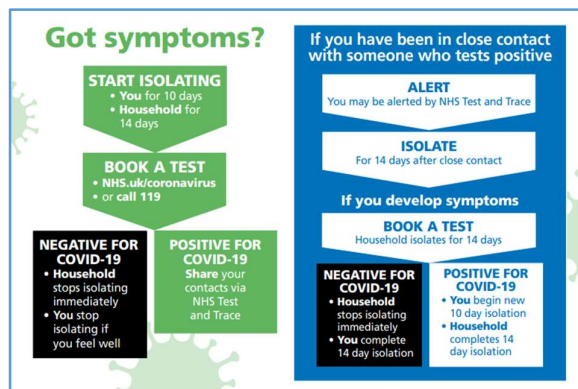 Got symptoms?
START ISOLATING
• You for 10 days
• Household for
14 days
BOOK A TEST
• NHS.uk/coronavirus
• or call 119
NEGATIVE FOR
COVID-19
• Household
stops isolating
immediately
• You stop
isolating if
you feel well
POSITIVE FOR
COVID-19
Share your
contacts via
NHS Test
and Trace
If you have been in close contact
with someone who tests positive
ALERT
You may be alerted by NHS Test and Trace
ISOLATE
For 14 days after close contact
If you develop symptoms
BOOK A TEST
Household isolates for 14 days
NEGATIVE FOR
COVID-19
• Household
stops isolating
immediately
• You complete
14 day isolation
POSITIVE FOR
COVID-19
• You begin new
10 day isolation
• Household
completes 14
day isolation